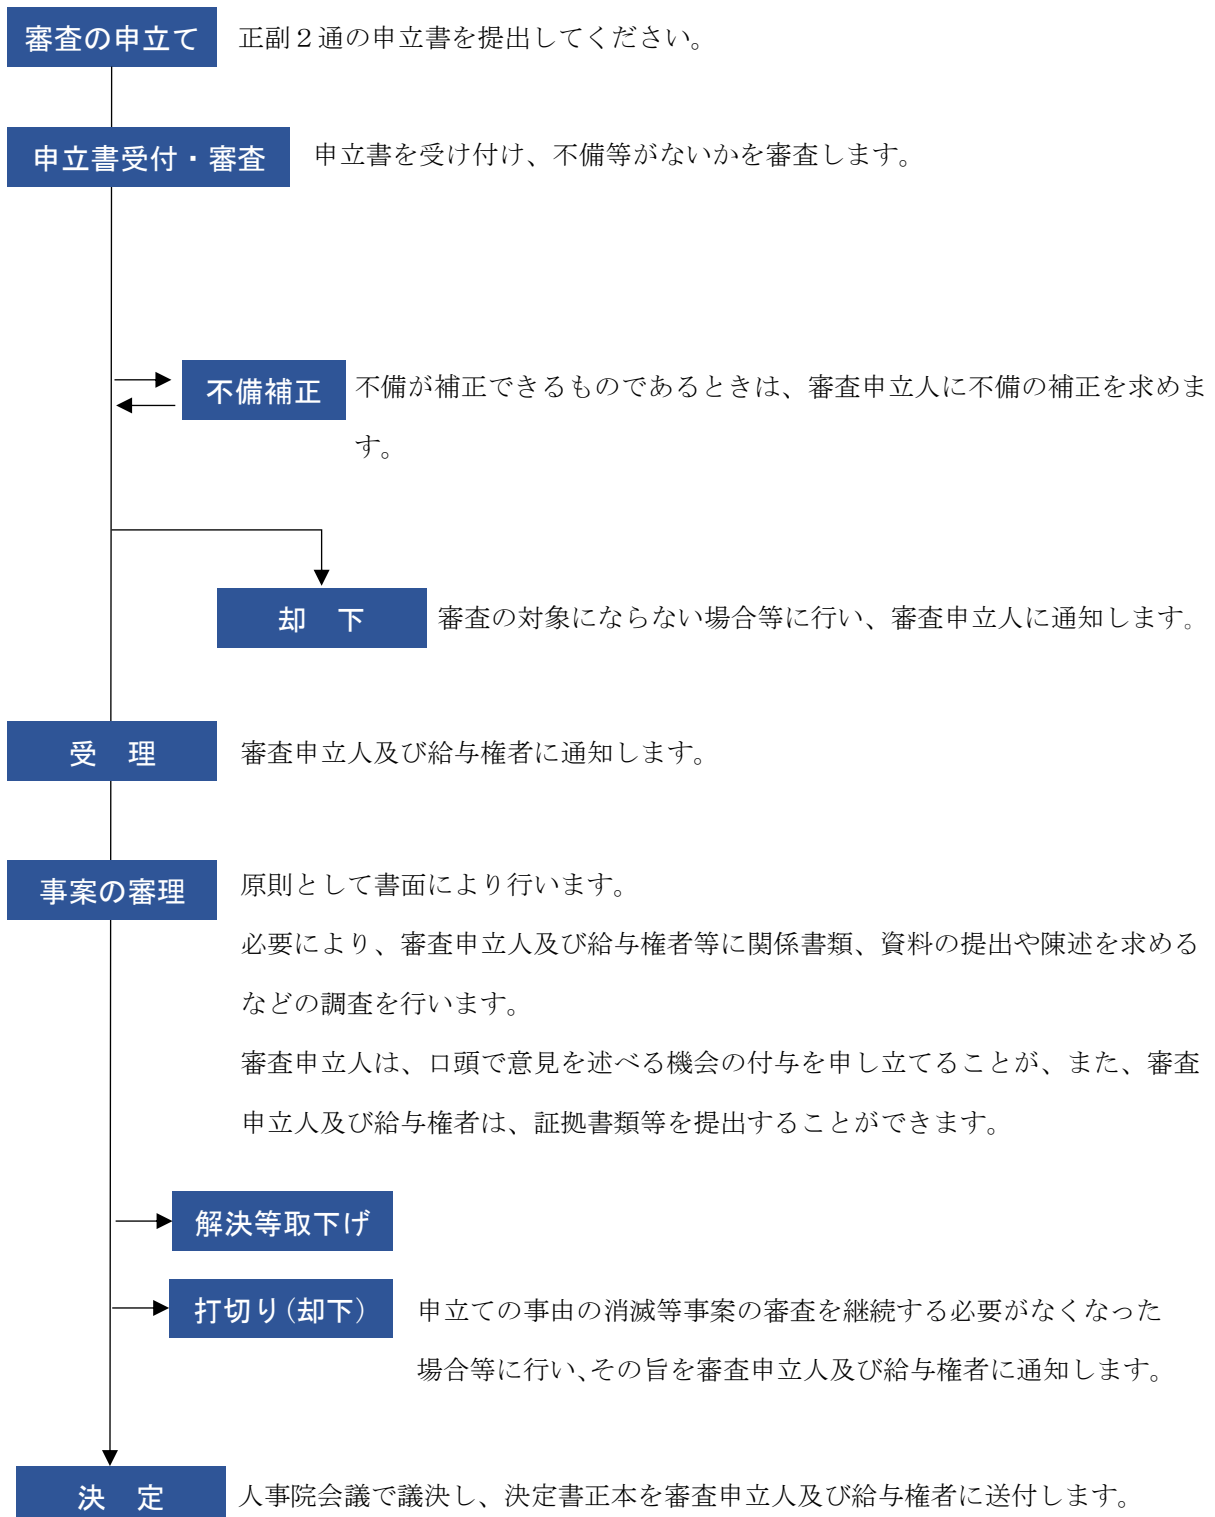 審査の申立て
正副２通の申立書を提出してください。
申立書受付・審査
申立書を受け付け、不備等がないかを審査します。
不備補正
不備が補正できるものであるときは、審査申立人に不備の補正を求めま
す。
却　下
審査の対象にならない場合等に行い、審査申立人に通知します。
受　理
審査申立人及び給与権者に通知します。
事案の審理
原則として書面により行います。
必要により、審査申立人及び給与権者等に関係書類、資料の提出や陳述を求める
などの調査を行います。
審査申立人は、口頭で意見を述べる機会の付与を申し立てることが、また、審査
申立人及び給与権者は、証拠書類等を提出することができます。
解決等取下げ
打切り(却下)
申立ての事由の消滅等事案の審査を継続する必要がなくなった
場合等に行い、その旨を審査申立人及び給与権者に通知します。
決　定
人事院会議で議決し、決定書正本を審査申立人及び給与権者に送付します。